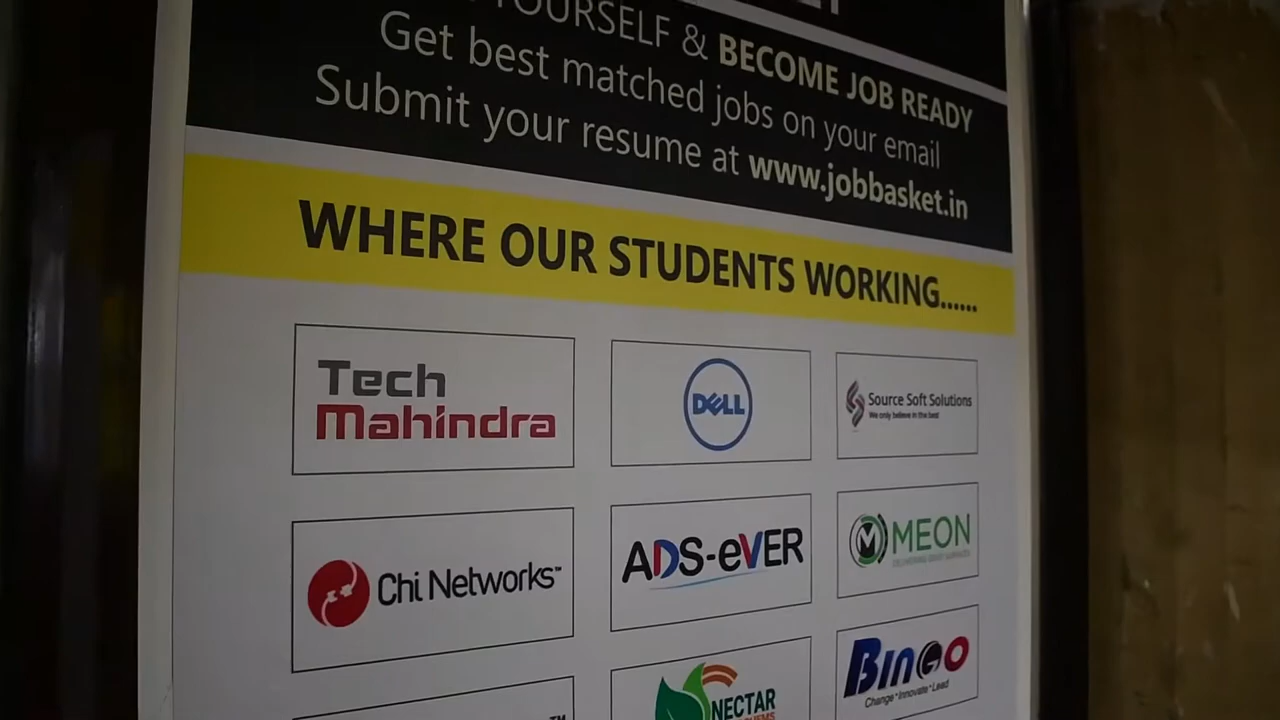 YOURSELF & BECOME JOB READY
Get best matched jobs on your email
Submit your resume at www.jobbasket.in
WHERE OUR STUDENTS WORKING......
Tech
Mahindra
DELL
Source Soft Solutions
We only believe in the best
Chi Networks™
ADS-eVER
M MEON
BINGO
Change*Innovate*Lead
NECTAR
TM